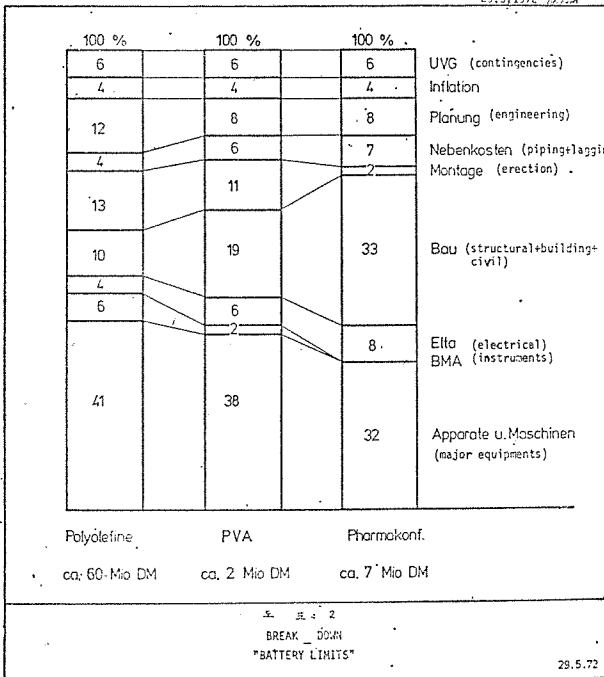 100 % 100 % 100 %
6 6 6 UVG (contingencies)
4 4 4 Inflation
12 8 8 Planung (engineering)
4 6 7 Nebenkosten (piping+laggin
13 11 2 Montage (erection)
10 19 33 Bau (structural+building+
civil)
4 6 8 Elta (electrical)
6 2 BMA (instruments)
41 38 32 Apparate u. Maschinen
(major equipments)
Polyolefine PVA Pharmakonf.
ca. 60 Mio DM ca. 2 Mio DM ca. 7 Mio DM
2
BREAK _ DOWN
"BATTERY LIMITS"
29.5.72